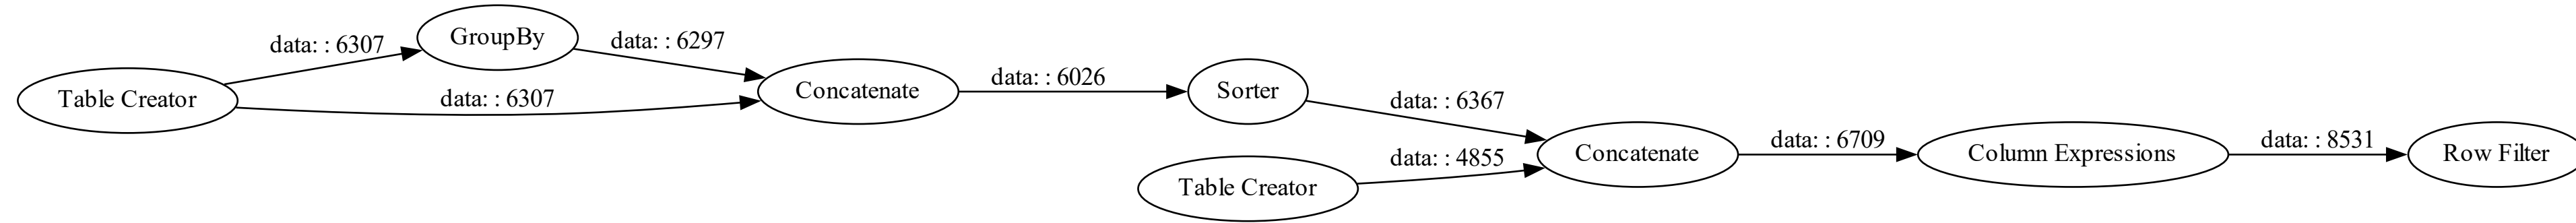 GroupBy
data: : 6307
data: : 6297
Table Creator
data: : 6307
Concatenate
data: : 6026
Sorter
data: : 6367
Table Creator
data: : 4855
Concatenate
data: : 6709
Column Expressions
data: : 8531
Row Filter